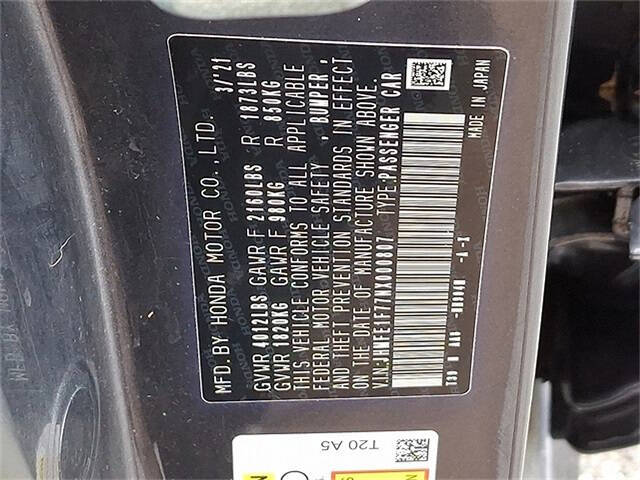 MFD.BY HONDA MOTOR CO.,LTD. 3/'21
GVWR 4012LBS GAWR F 2160LBS R 1873LBS
GVWR 1820KG GAWR F 980KG R 850KG
THIS VEHICLE CONFORMS TO ALL APPLICABLE
FEDERAL MOTOR VEHICLE SAFETY ,BUMPER,
AND THEFT PREVENTION STANDARDS IN EFFECT
ON THE DATE OF MANUFACTURE SHOWN ABOVE.
V.I.N.: TYPE:PASSENGER CAR
MADE IN JAPAN
T20 A5